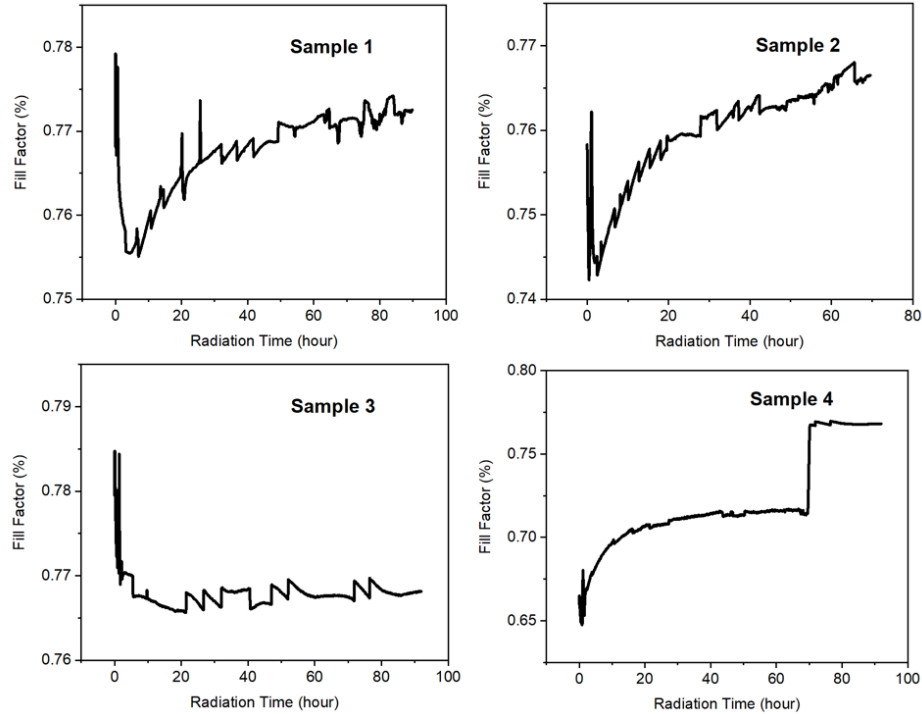 Sample 1
Fill Factor (%)
0.78
0.77
0.76
0.75
0 20 40 60 80 100
Radiation Time (hour)
Sample 2
Fill Factor (%)
0.77
0.76
0.75
0.74
0 20 40 60 80
Radiation Time (hour)
Sample 3
Fill Factor (%)
0.79
0.78
0.77
0.76
0 20 40 60 80 100
Radiation Time (hour)
Sample 4
Fill Factor (%)
0.80
0.75
0.70
0.65
0 20 40 60 80 100
Radiation Time (hour)